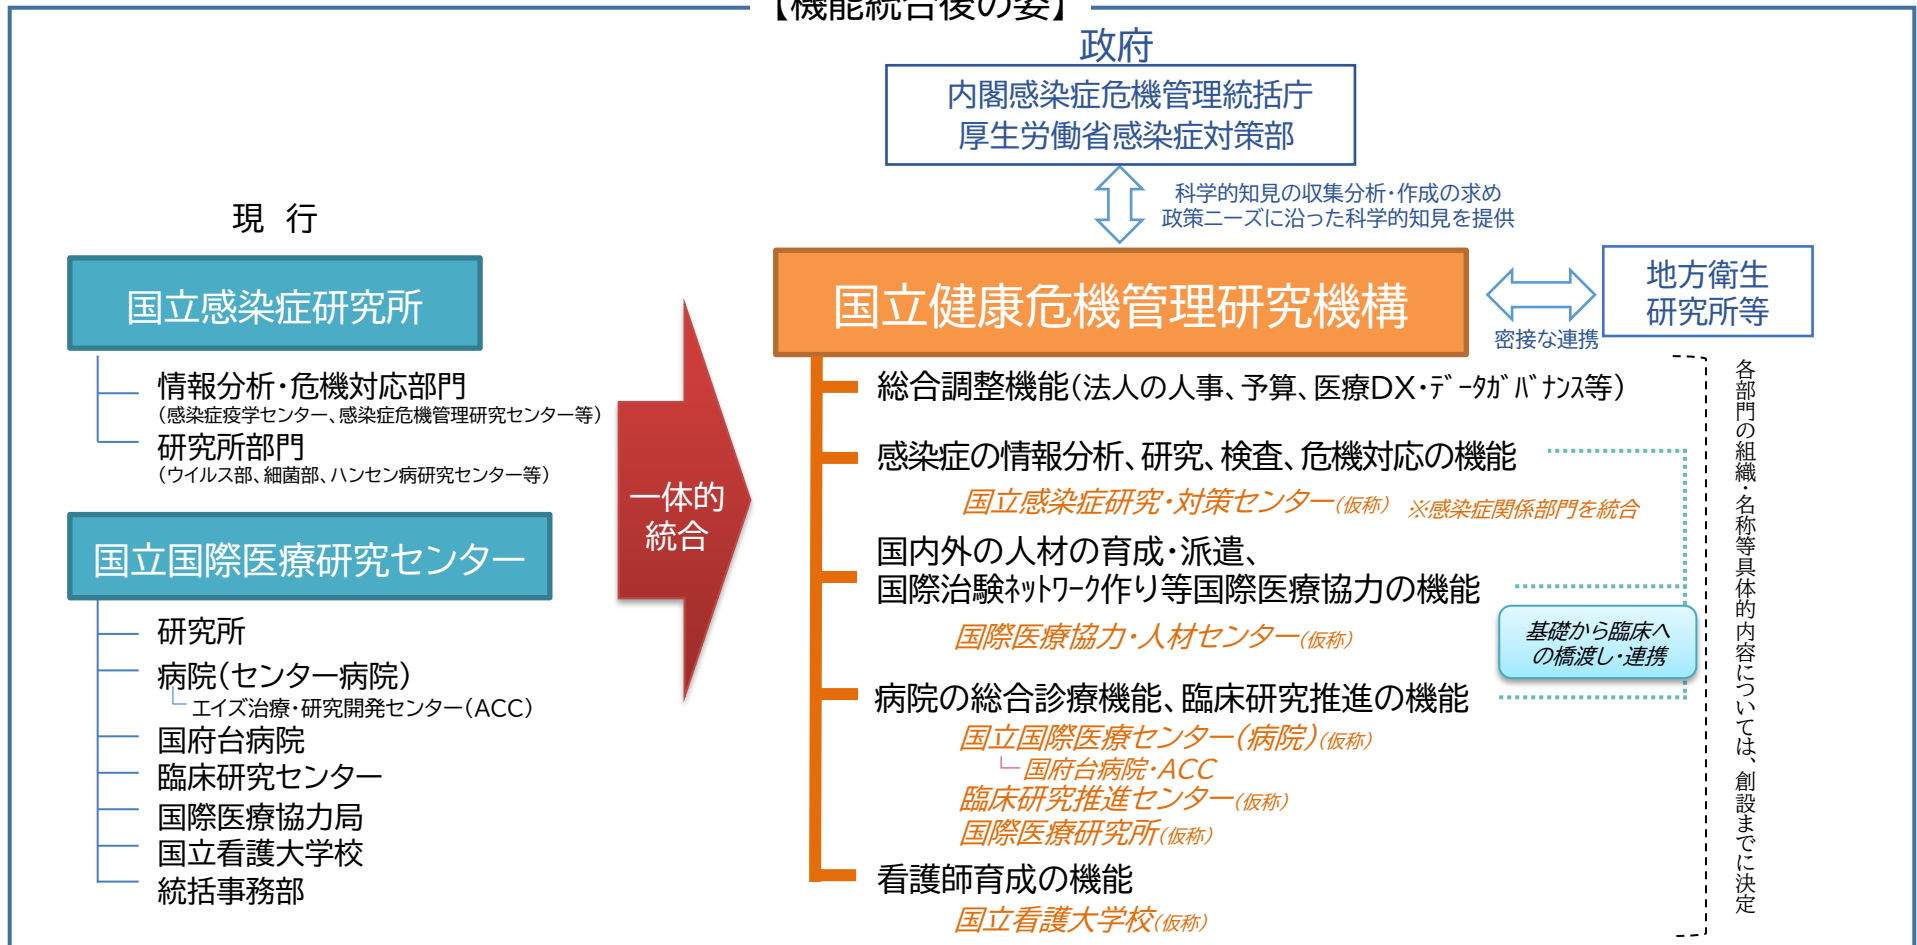 【機能統合後の姿】
政府
内閣感染症危機管理統括庁
厚生労働省感染症対策部
科学的知見の収集分析・作成の求め
政策ニーズに沿った科学的知見を提供
現 行
国立感染症研究所
情報分析・危機対応部門
（感染症疫学センター、感染症危機管理研究センター等）
研究所部門
（ウイルス部、細菌部、ハンセン病研究センター等）
国立国際医療研究センター
研究所
病院（センター病院）
エイズ治療・研究開発センター（ACC）
国府台病院
臨床研究センター
国際医療協力局
国立看護大学校
統括事務部
一体的
統合
国立健康危機管理研究機構
密接な連携
地方衛生
研究所等
総合調整機能（法人の人事、予算、医療DX・ﾃﾞｰﾀｶﾞﾊﾞﾅﾝｽ等）
感染症の情報分析、研究、検査、危機対応の機能
国立感染症研究・対策センター（仮称） ※感染症関係部門を統合
国内外の人材の育成・派遣、
国際治験ﾈｯﾄﾜｰｸ作り等国際医療協力の機能
国際医療協力・人材センター（仮称）
基礎から臨床へ
の橋渡し・連携
病院の総合診療機能、臨床研究推進の機能
国立国際医療センター（病院）（仮称）
国府台病院・ACC
臨床研究推進センター（仮称）
国際医療研究所（仮称）
看護師育成の機能
国立看護大学校（仮称）
各部門の組織・名称等具体的内容については、創設までに決定